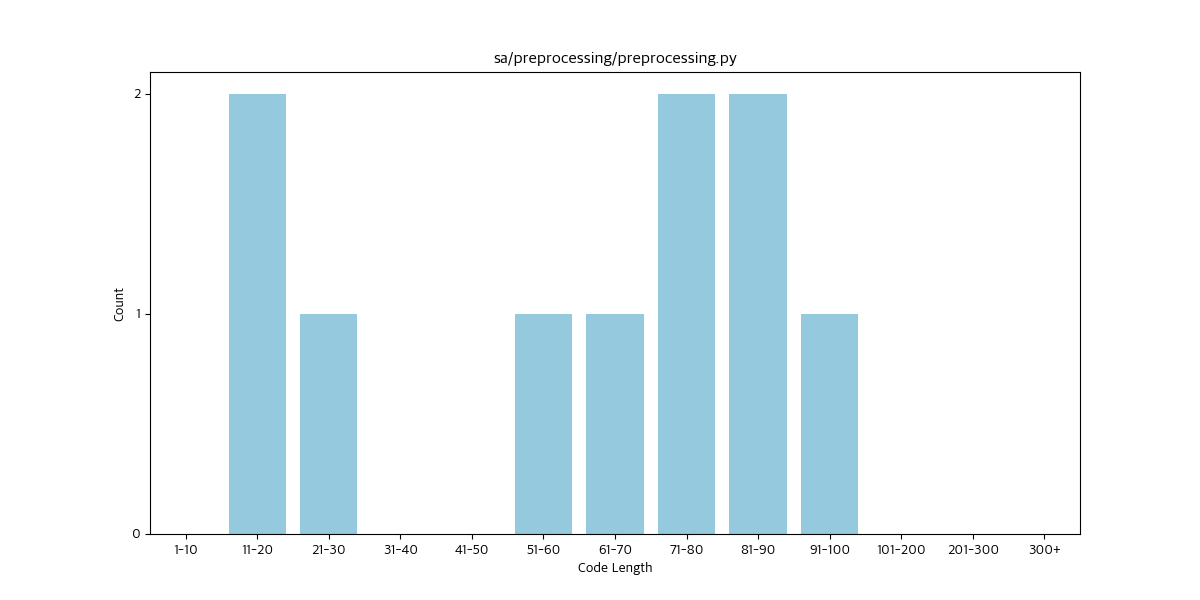 sa/preprocessing/preprocessing.py
Count
2
1
0
1-10 11-20 21-30 31-40 41-50 51-60 61-70 71-80 81-90 91-100 101-200 201-300 300+
Code Length